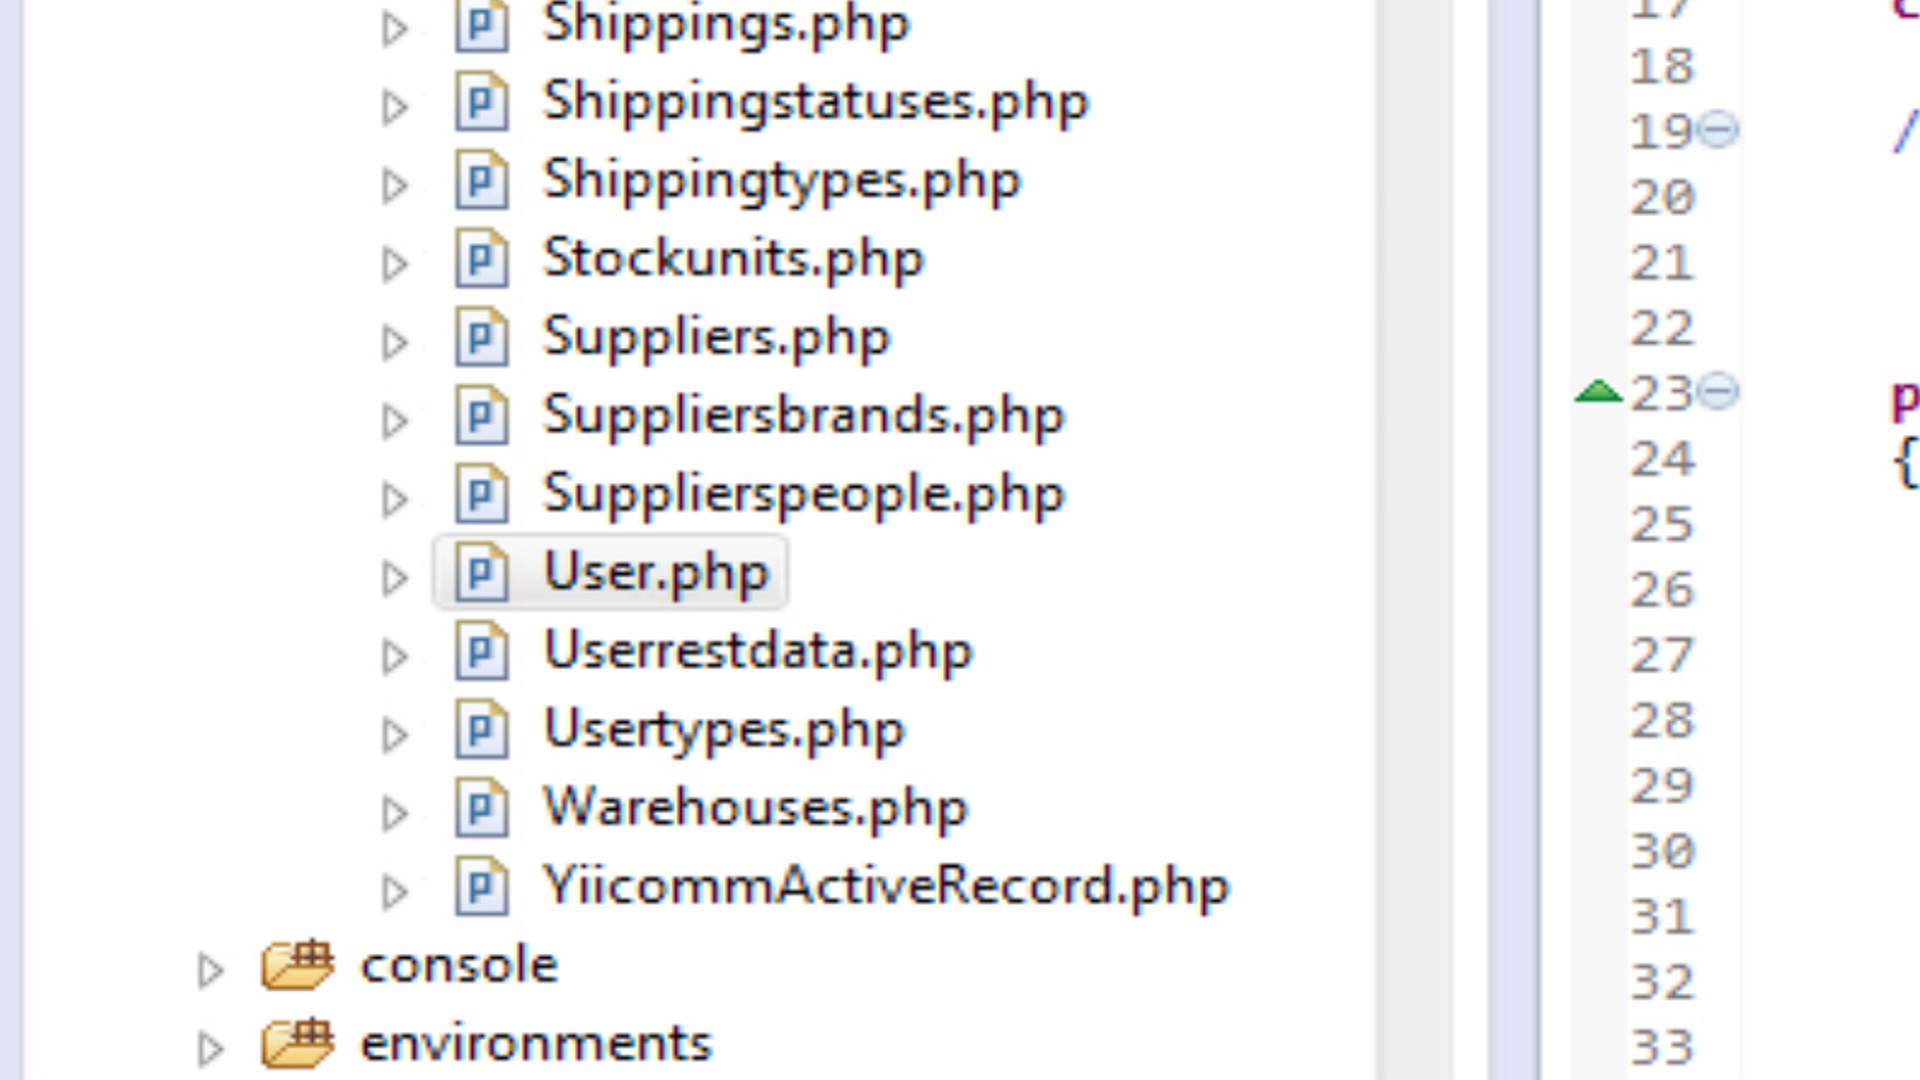 Shippings.php
Shippingstatuses.php
Shippingtypes.php
Stockunits.php
Suppliers.php
Suppliersbrands.php
Supplierspeople.php
User.php
Userrestdata.php
Usertypes.php
Warehouses.php
YiicommActiveRecord.php
console
environments
17
18
19 /
20
21
22
23 p
24 {
25
26
27
28
29
30
31
32
33